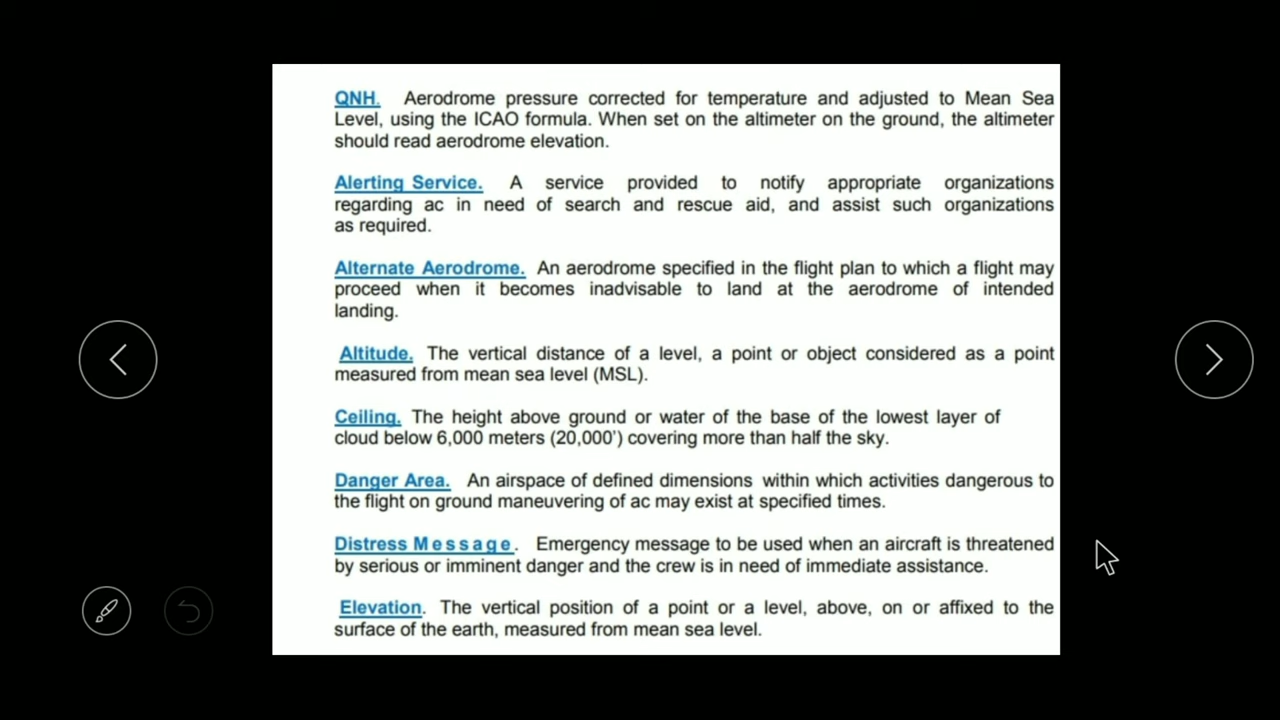 QNH. Aerodrome pressure corrected for temperature and adjusted to Mean Sea
Level, using the ICAO formula. When set on the altimeter on the ground, the altimeter
should read aerodrome elevation.
Alerting Service. A service provided to notify appropriate organizations
regarding ac in need of search and rescue aid, and assist such organizations
as required.
Alternate Aerodrome. An aerodrome specified in the flight plan to which a flight may
proceed when it becomes inadvisable to land at the aerodrome of intended
landing.
Altitude. The vertical distance of a level, a point or object considered as a point
measured from mean sea level (MSL).
Ceiling. The height above ground or water of the base of the lowest layer of
cloud below 6,000 meters (20,000') covering more than half the sky.
Danger Area. An airspace of defined dimensions within which activities dangerous to
the flight on ground maneuvering of ac may exist at specified times.
Distress Message. Emergency message to be used when an aircraft is threatened
by serious or imminent danger and the crew is in need of immediate assistance.
Elevation. The vertical position of a point or a level, above, on or affixed to the
surface of the earth, measured from mean sea level.